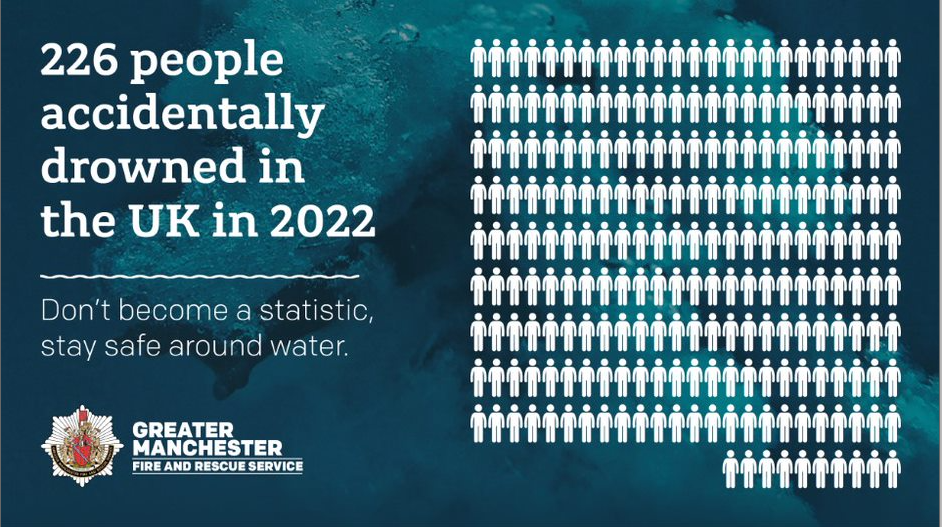 226 people
accidentally
drowned in
the UK in 2022
Don't become a statistic,
stay safe around water.
GREATER
MANCHESTER
FIRE AND RESCUE SERVICE